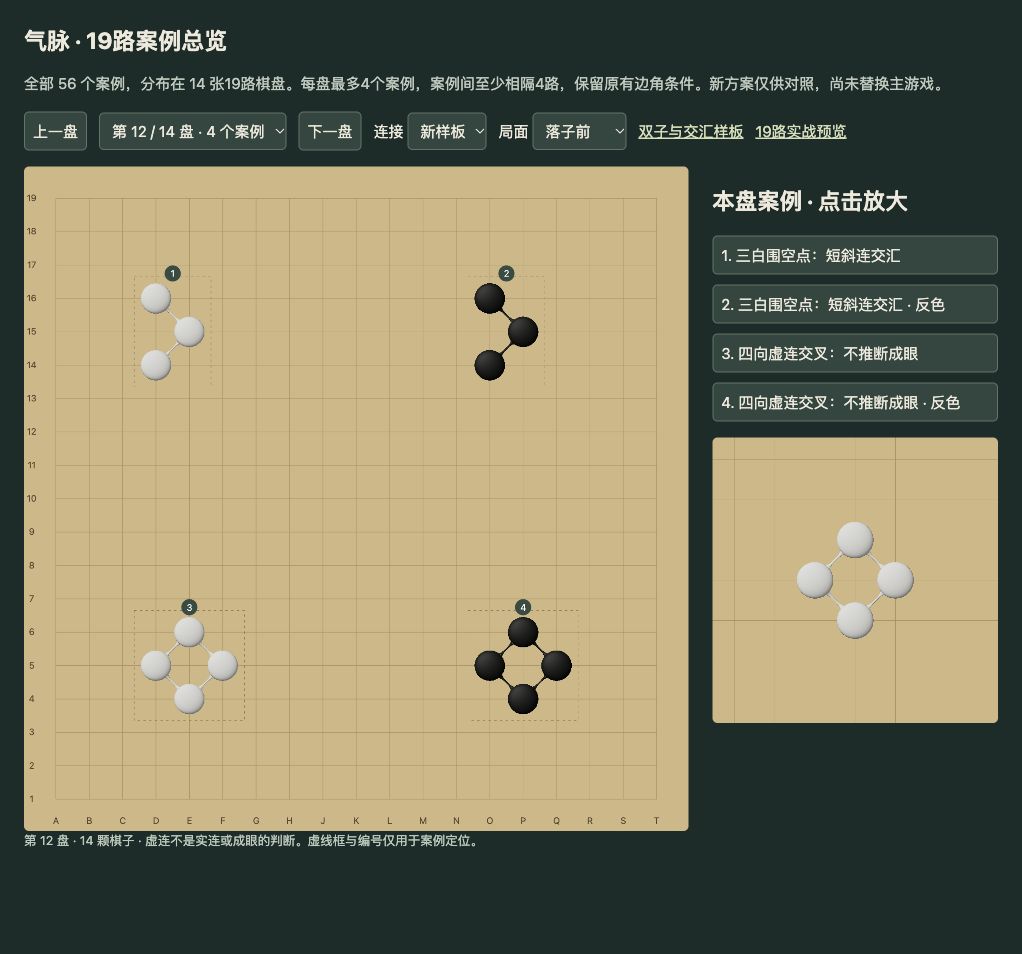 气脉 · 19路案例总览
全部 56 个案例，分布在 14 张19路棋盘。每盘最多4个案例，案例间至少相隔4路，保留原有边角条件。新方案仅供对照，尚未替换主游戏。
上一盘 第 12 / 14 盘 · 4 个案例 下一盘 连接 新样板 局面 落子前 双子与交汇样板 19路实战预览
本盘案例 · 点击放大
1. 三白围空点：短斜连交汇
2. 三白围空点：短斜连交汇 · 反色
3. 四向虚连交叉：不推断成眼
4. 四向虚连交叉：不推断成眼 · 反色
19
18
17
1 2
16
15
14
13
12
11
10
9
8
7
3 4
6
5
4
3
2
1
A B C D E F G H J K L M N O P Q R S T
第 12 盘 · 14 颗棋子 · 虚连不是实连或成眼的判断。虚线框与编号仅用于案例定位。